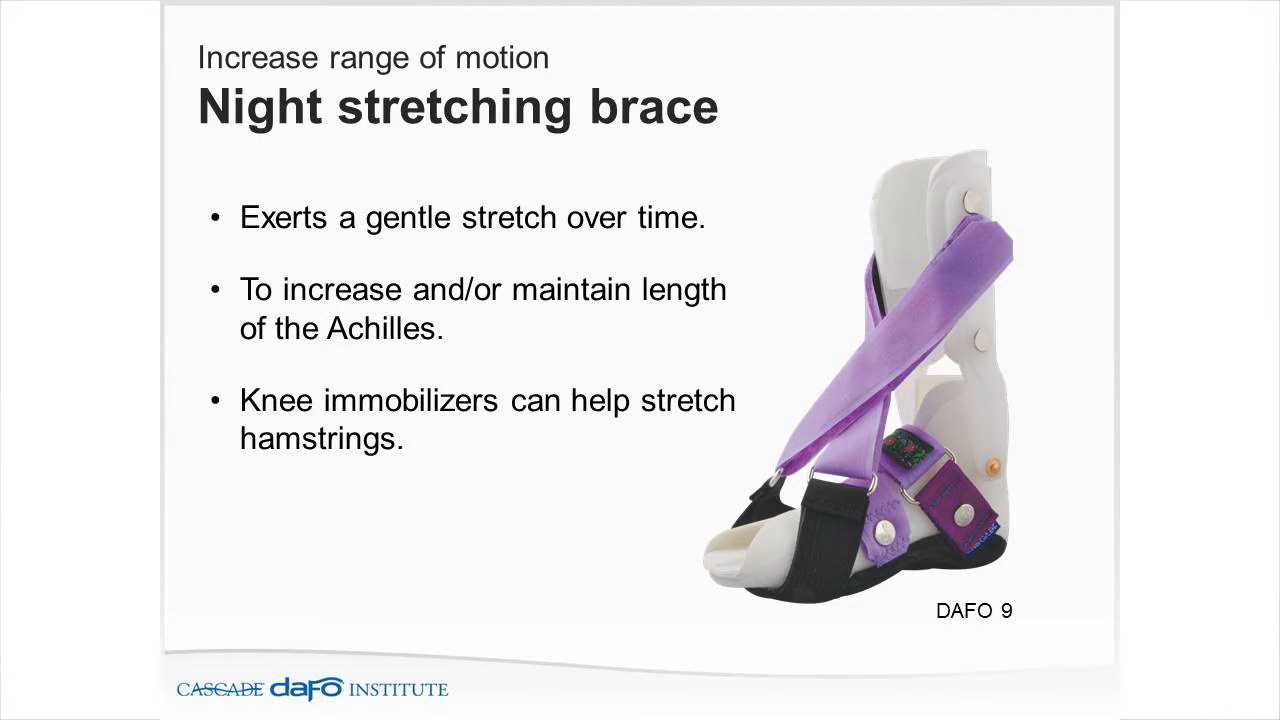 Increase range of motion
Night stretching brace
• Exerts a gentle stretch over time.
• To increase and/or maintain length
of the Achilles.
• Knee immobilizers can help stretch
hamstrings.
DAFO 9
CASCADE dafo INSTITUTE